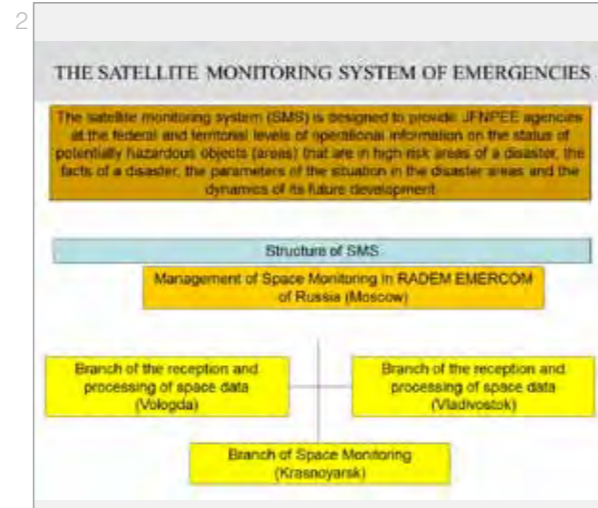 2
THE SATELLITE MONITORING SYSTEM OF EMERGENCIES
The satellite monitoring system (SMS) is designed to provide JFNPEE agencies
at the federal and territorial levels of operational information on the status of
potentially hazardous objects (areas) that are in high risk areas of a disaster, the
facts of a disaster, the parameters of the situation in the disaster areas and the
dynamics of its future development
Structure of SMS
Management of Space Monitoring in RADEM EMERCOM
of Russia (Moscow)
Branch of the reception and
processing of space data
(Vologda)
Branch of the reception and
processing of space data
(Vladivostok)
Branch of Space Monitoring
(Krasnoyarsk)